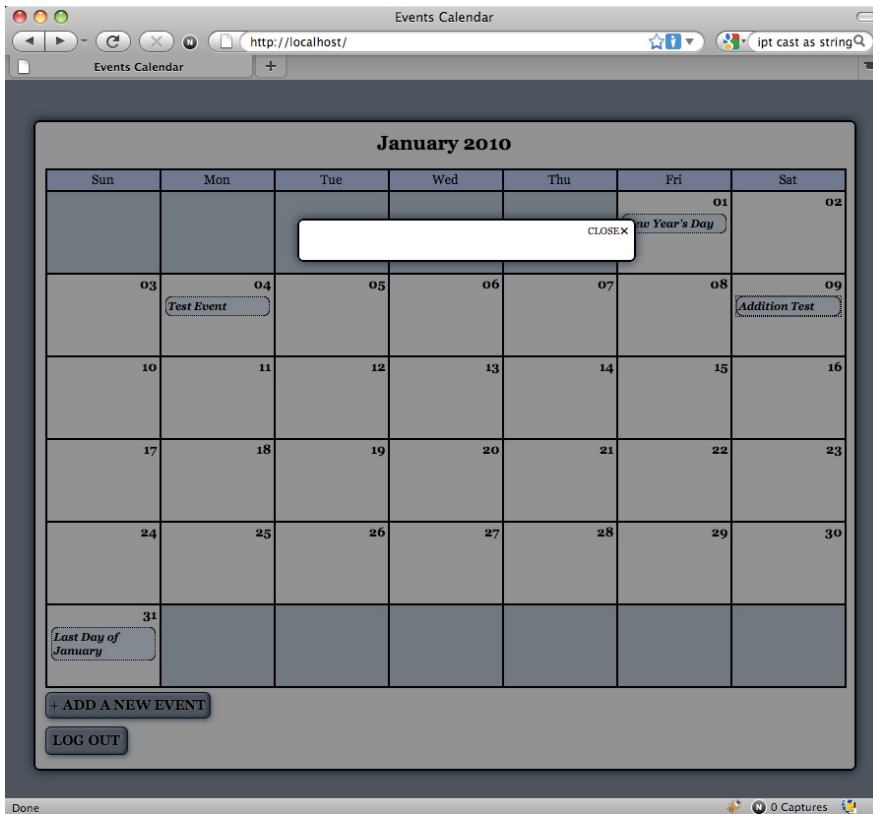 Events Calendar
http://localhost/
ipt cast as string
Events Calendar
+
January 2010
Sun Mon Tue Wed Thu Fri Sat
01 02
ew Year's Day
CLOSE×
03 04 05 06 07 08 09
Test Event Addition Test
10 11 12 13 14 15 16
17 18 19 20 21 22 23
24 25 26 27 28 29 30
31
Last Day of
January
+ ADD A NEW EVENT
LOG OUT
Done
0 Captures